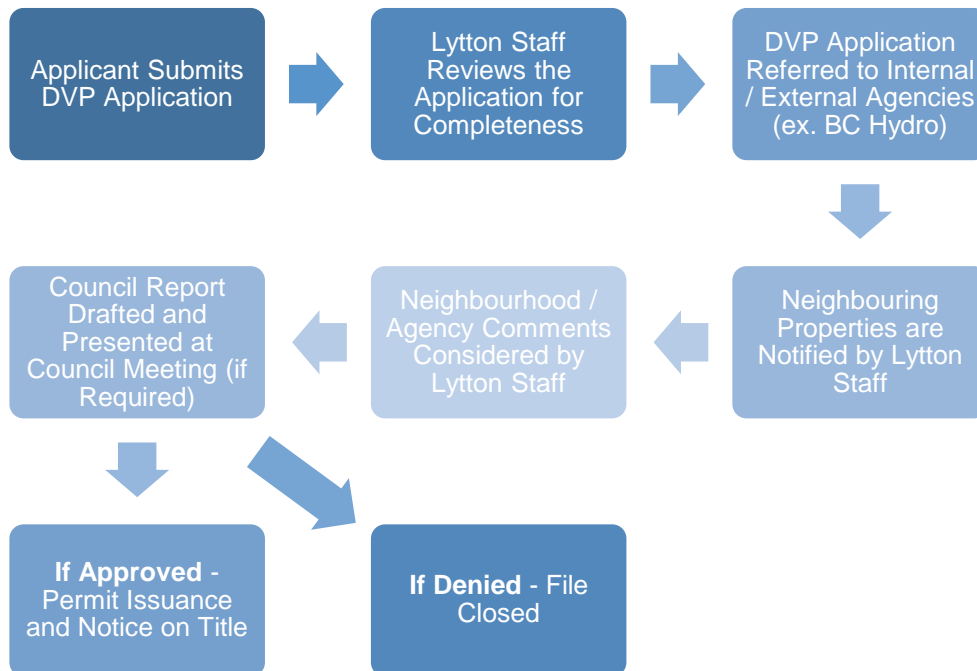 Applicant Submits
DVP Application
Lytton Staff
Reviews the
Application for
Completeness
DVP Application
Referred to Internal
/ External Agencies
(ex. BC Hydro)
Neighbouring
Properties are
Notified by Lytton
Staff
Neighbourhood /
Agency Comments
Considered by
Lytton Staff
Council Report
Drafted and
Presented at
Council Meeting (if
Required)
If Approved -
Permit Issuance
and Notice on Title
If Denied - File
Closed